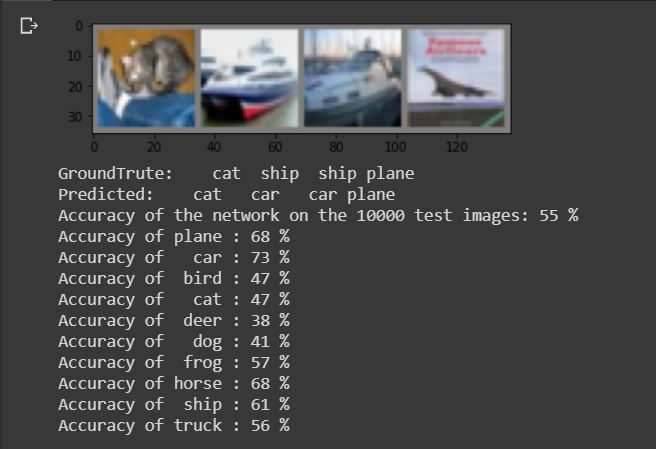 0
10
20
30
0 20 40 60 80 100 120
GroundTrute:    cat  ship  ship plane
Predicted:    cat   car   car plane
Accuracy of the network on the 10000 test images: 55 %
Accuracy of plane : 68 %
Accuracy of   car : 73 %
Accuracy of  bird : 47 %
Accuracy of   cat : 47 %
Accuracy of  deer : 38 %
Accuracy of   dog : 41 %
Accuracy of  frog : 57 %
Accuracy of horse : 68 %
Accuracy of  ship : 61 %
Accuracy of truck : 56 %